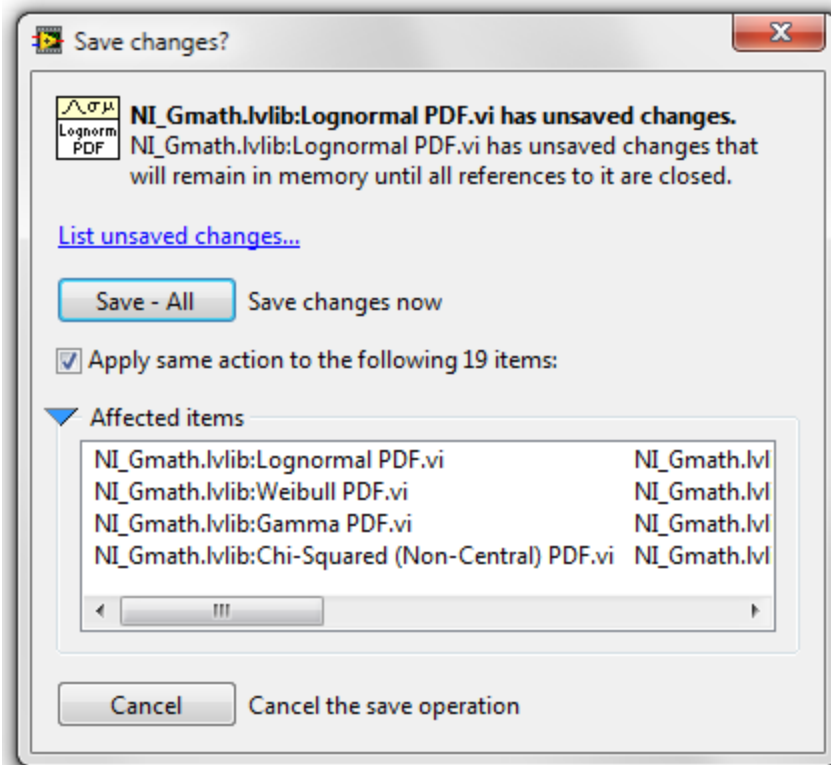 Save changes?
σμ
Lognorm
PDF
NI_Gmath.lvlib:Lognormal PDF.vi has unsaved changes.
NI_Gmath.lvlib:Lognormal PDF.vi has unsaved changes that
will remain in memory until all references to it are closed.
List unsaved changes...
Save - All Save changes now
Apply same action to the following 19 items:
Affected items
NI_Gmath.lvlib:Lognormal PDF.vi NI_Gmath.lvl
NI_Gmath.lvlib:Weibull PDF.vi NI_Gmath.lvl
NI_Gmath.lvlib:Gamma PDF.vi NI_Gmath.lvl
NI_Gmath.lvlib:Chi-Squared (Non-Central) PDF.vi NI_Gmath.lvl
Cancel Cancel the save operation